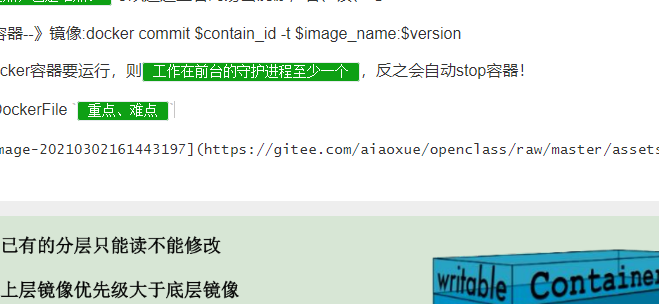 容器--》镜像:docker commit $contain_id -t $image_name:$version
cker容器要运行，则 工作在前台的守护进程至少一个 ，反之会自动stop容器！
DockerFile `重点、难点`
mage-20210302161443197](https://gitee.com/aiaoxue/openclass/raw/master/assets
已有的分层只能读不能修改
上层镜像优先级大于底层镜像
writable Container